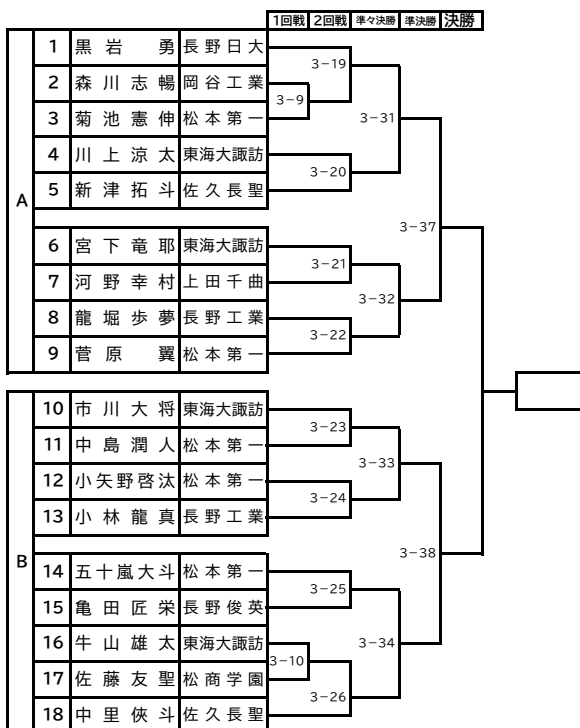 1回戦 2回戦 準々決勝 準決勝 決勝
A
1 黒岩 勇 長野日大
2 森川志暢 岡谷工業
3 菊池憲伸 松本第一
4 川上涼太 東海大諏訪
5 新津拓斗 佐久長聖
6 宮下竜耶 東海大諏訪
7 河野幸村 上田千曲
8 龍堀歩夢 長野工業
9 菅原 翼 松本第一
3-19
3-9
3-31
3-20
3-37
3-21
3-32
3-22
B
10 市川大将 東海大諏訪
11 中島潤人 松本第一
12 小矢野啓汰 松本第一
13 小林龍真 長野工業
14 五十嵐大斗 松本第一
15 亀田匠栄 長野俊英
16 牛山雄太 東海大諏訪
17 佐藤友聖 松商学園
18 中里俠斗 佐久長聖
3-23
3-33
3-24
3-38
3-25
3-34
3-10
3-26